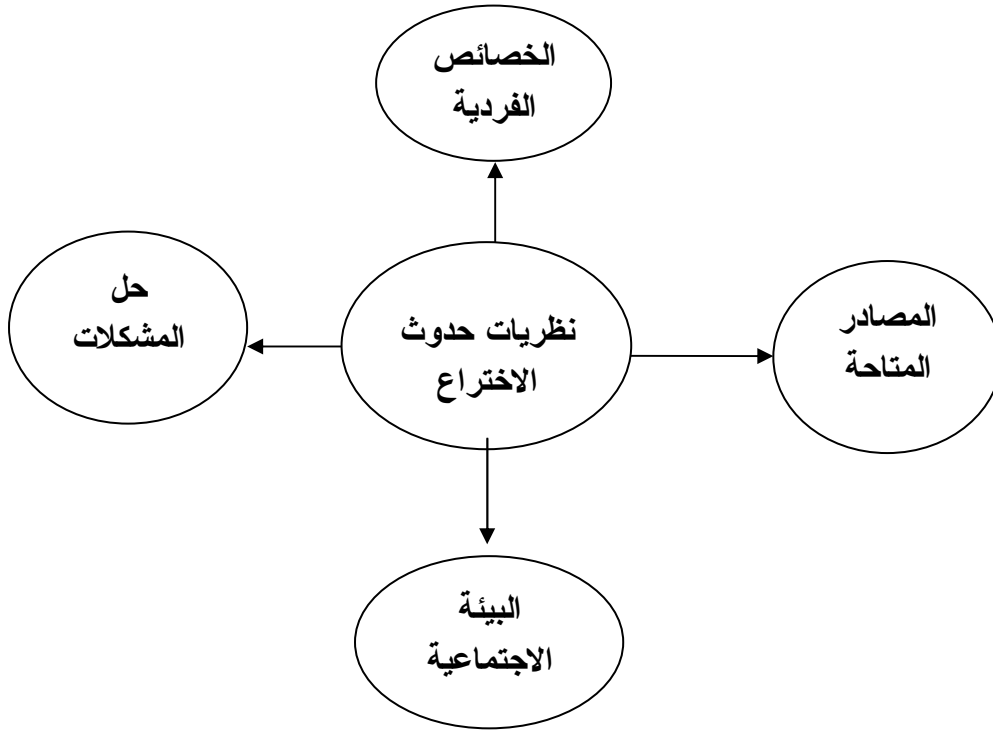 الخصائص
الفردية
حل
المشكلات
نظريات حدوث
الاختراع
المصادر
المتاحة
البيئة
الاجتماعية